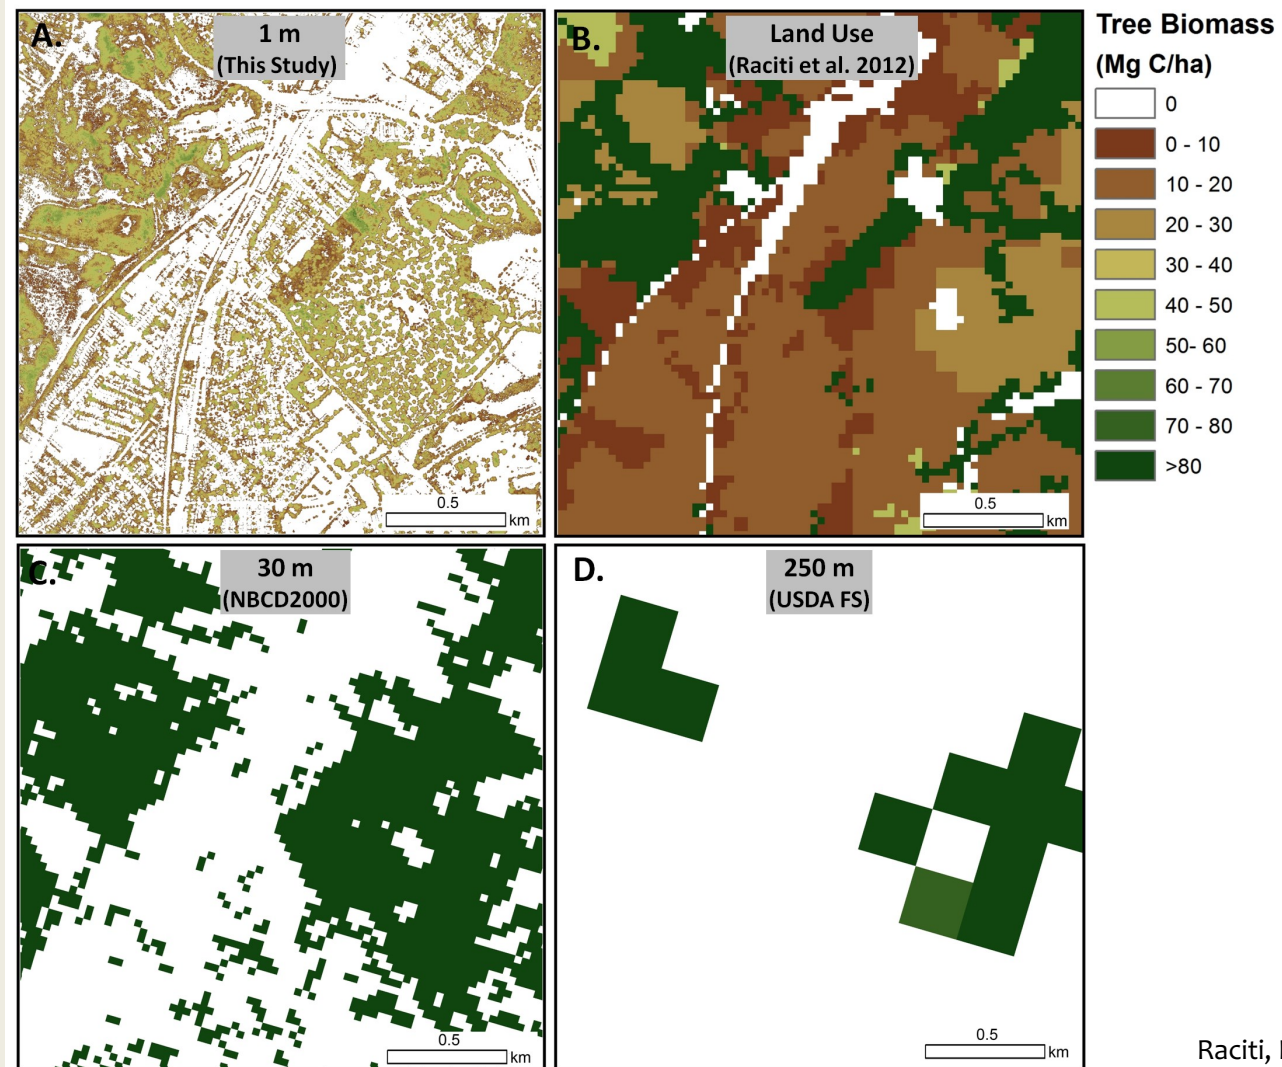 A.
1 m
(This Study)
B.
Land Use
(Raciti et al. 2012)
Tree Biomass
(Mg C/ha)
0
0 - 10
10 - 20
20 - 30
30 - 40
40 - 50
50- 60
60 - 70
70 - 80
>80
0.5
km
0.5
km
C.
30 m
(NBCD2000)
D.
250 m
(USDA FS)
0.5
km
0.5
km
Raciti,